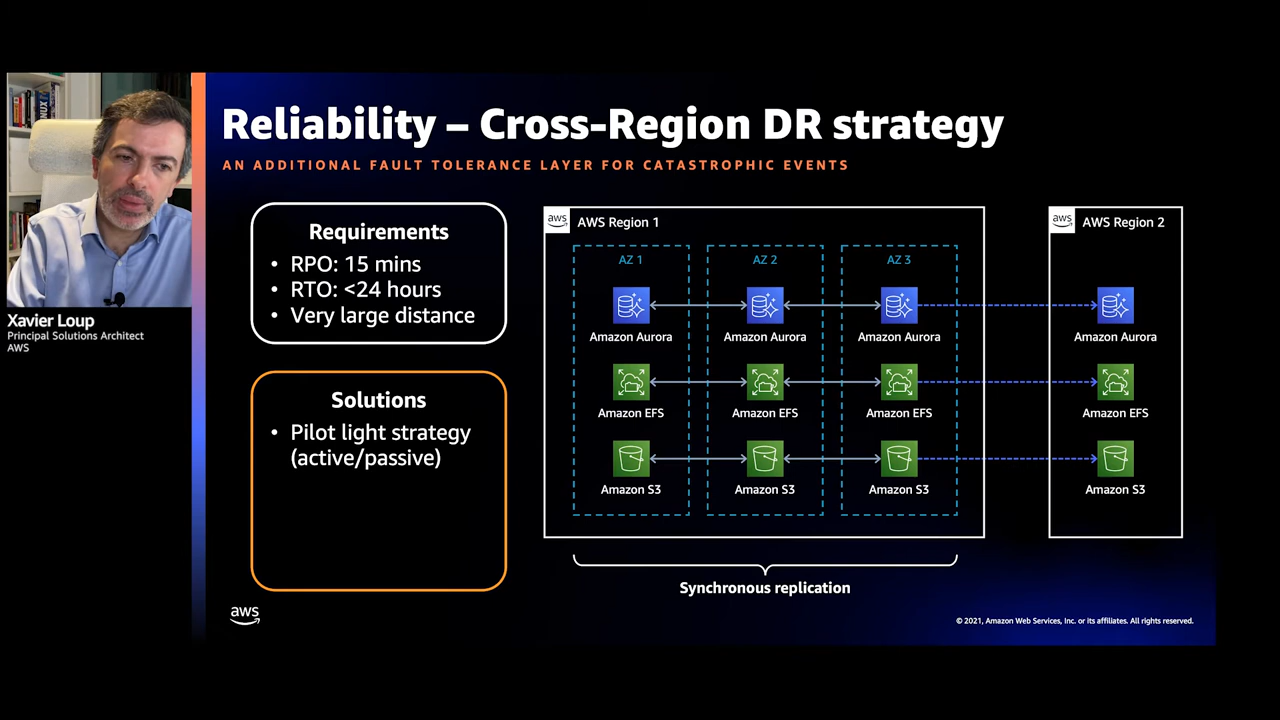 Reliability – Cross-Region DR strategy
AN ADDITIONAL FAULT TOLERANCE LAYER FOR CATASTROPHIC EVENTS
Xavier Loup
Principal Solutions Architect
AWS
Requirements
• RPO: 15 mins
• RTO: <24 hours
• Very large distance
Solutions
• Pilot light strategy
(active/passive)
aws AWS Region 1
AZ 1 AZ 2 AZ 3
Amazon Aurora Amazon Aurora Amazon Aurora
Amazon EFS Amazon EFS Amazon EFS
Amazon S3 Amazon S3 Amazon S3
Synchronous replication
aws AWS Region 2
Amazon Aurora
Amazon EFS
Amazon S3
aws
© 2021, Amazon Web Services, Inc. or its affiliates. All rights reserved.